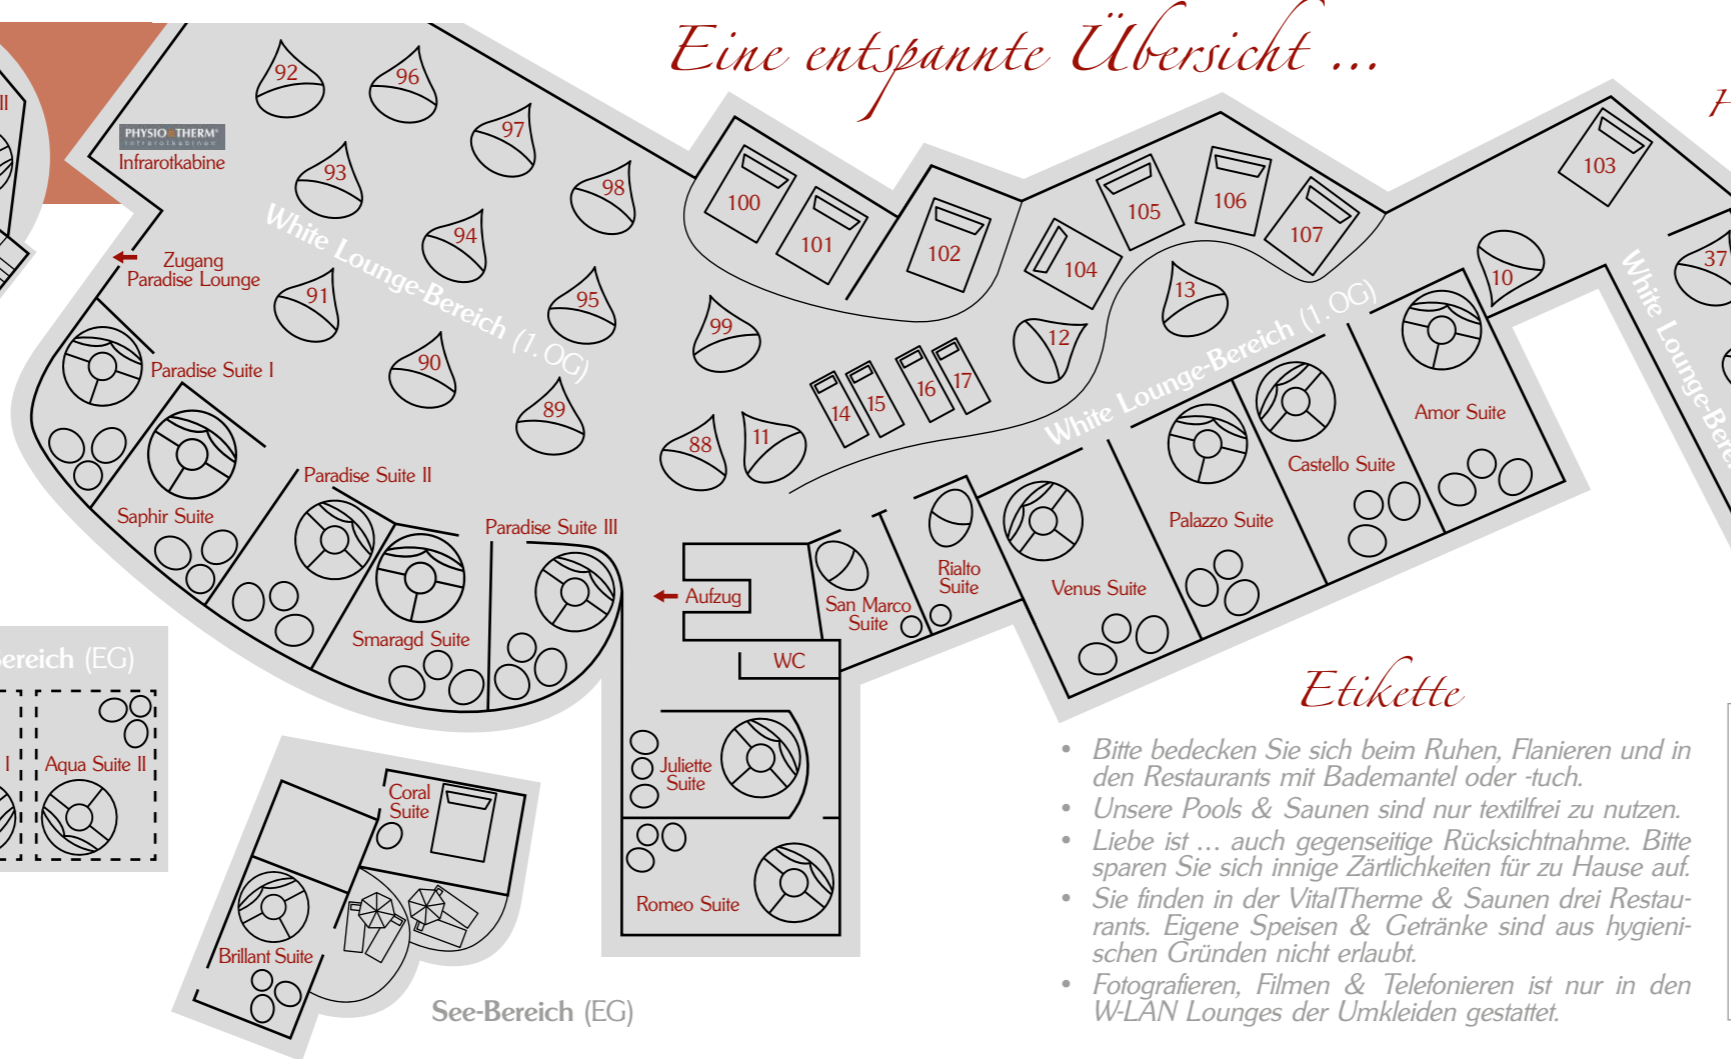 Eine entspannte Übersicht ...
II
PHYSIOTHERM®
Infrarotkabinen
Infrarotkabine
Zugang
Paradise Lounge
White Lounge-Bereich (1. OG)
92
96
97
93
98
94
91
95
90
99
89
88
11
100
101
102
104
105
106
107
103
10
37
13
12
14
15
16
17
White Lounge-Bereich (1. OG)
White Lounge-Bere
Paradise Suite I
Saphir Suite
Paradise Suite II
Smaragd Suite
Paradise Suite III
Aufzug
WC
San Marco
Suite
Rialto
Suite
Venus Suite
Palazzo Suite
Castello Suite
Amor Suite
Juliette
Suite
Romeo Suite
ereich (EG)
I
Aqua Suite II
Coral
Suite
Brillant Suite
See-Bereich (EG)
Etikette
• Bitte bedecken Sie sich beim Ruhen, Flanieren und in
den Restaurants mit Bademantel oder -tuch.
• Unsere Pools & Saunen sind nur textilfrei zu nutzen.
• Liebe ist ... auch gegenseitige Rücksichtnahme. Bitte
sparen Sie sich innige Zärtlichkeiten für zu Hause auf.
• Sie finden in der VitalTherme & Saunen drei Restau-
rants. Eigene Speisen & Getränke sind aus hygieni-
schen Gründen nicht erlaubt.
• Fotografieren, Filmen & Telefonieren ist nur in den
W-LAN Lounges der Umkleiden gestattet.